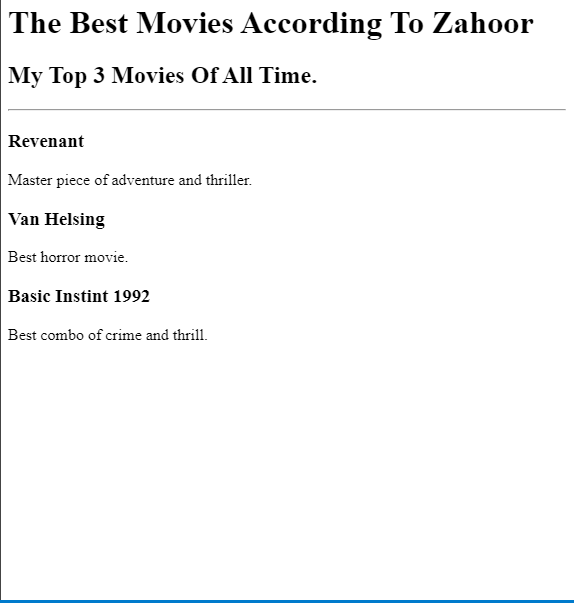 The Best Movies According To Zahoor
My Top 3 Movies Of All Time.
Revenant
Master piece of adventure and thriller.
Van Helsing
Best horror movie.
Basic Instint 1992
Best combo of crime and thrill.